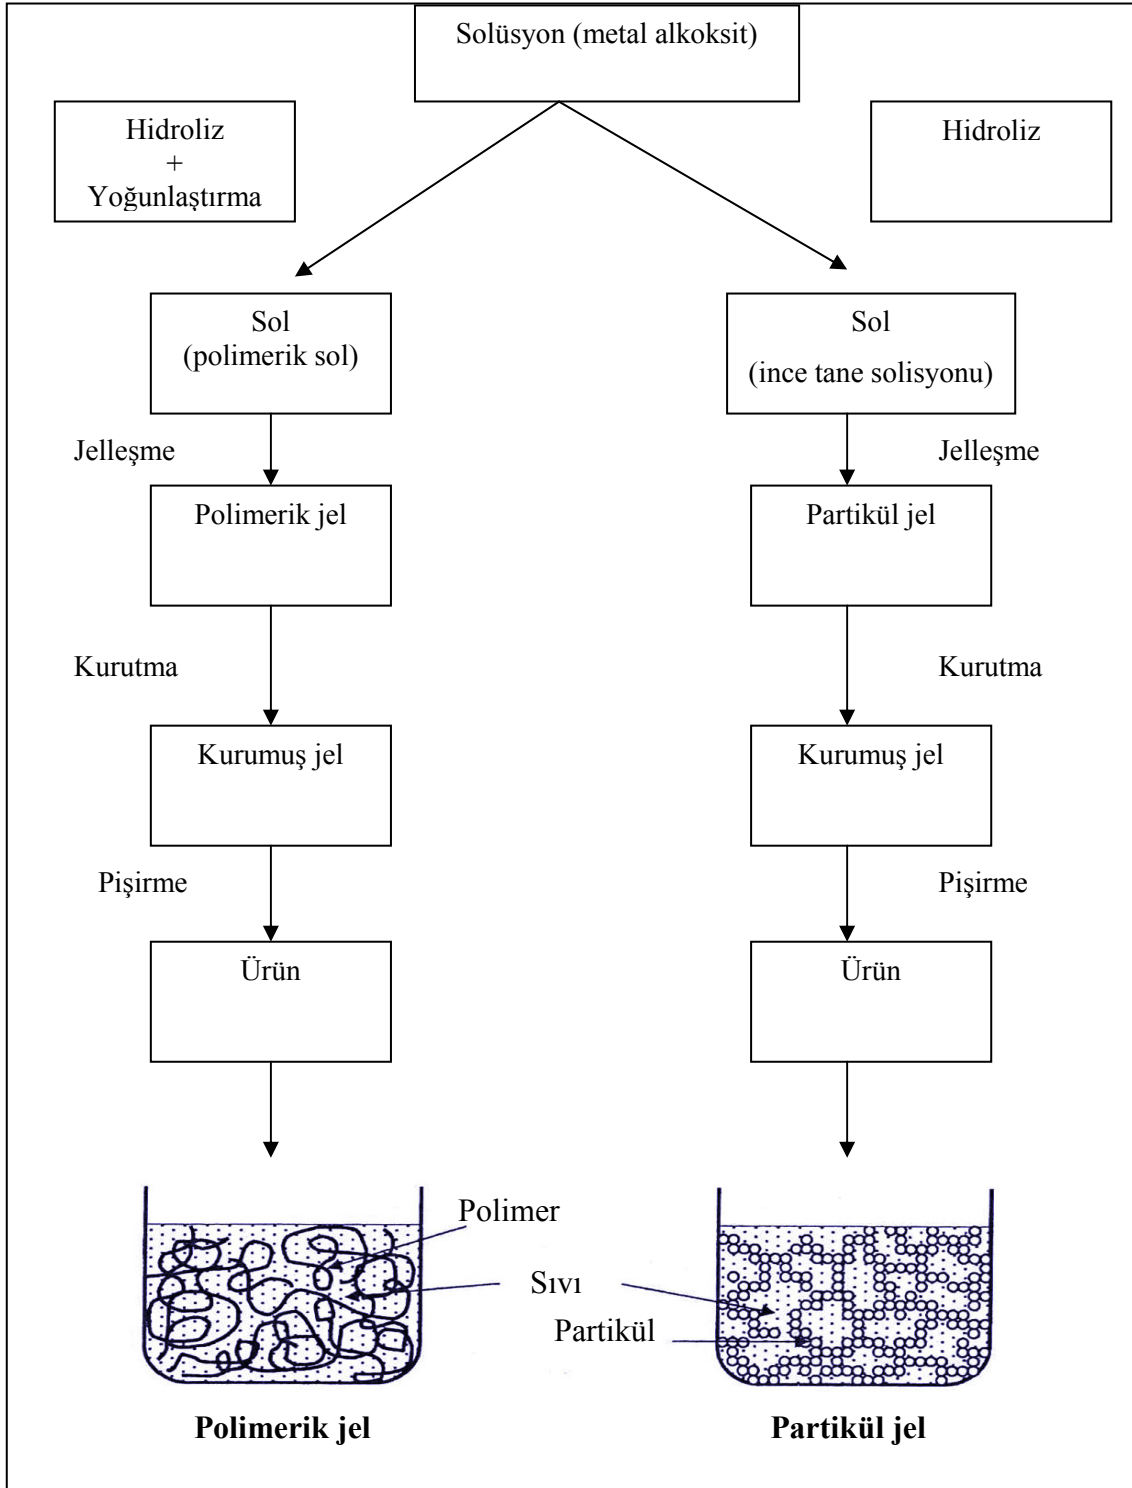 Solüsyon (metal alkoksit)
Hidroliz
+
Yoğunlaştırma
Hidroliz
Sol
(polimerik sol)
Sol
(ince tane solisyonu)
Jelleşme
Jelleşme
Polimerik jel
Partikül jel
Kurutma
Kurutma
Kurumuş jel
Kurumuş jel
Pişirme
Pişirme
Ürün
Ürün
Polimer
Sıvı
Partikül
Polimerik jel
Partikül jel